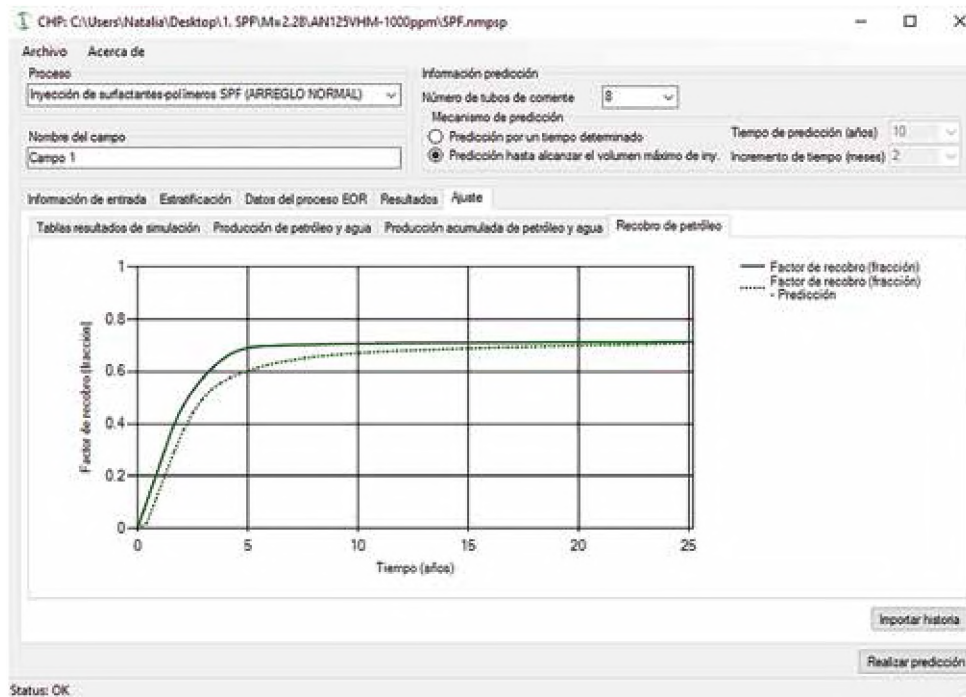 CHP: C:\Users\Natalia\Desktop\1. SPF\M=2.28\AN125VHM-1000ppm\SPF.nmpsp
Archivo Acerca de
Proceso
Inyección de surfactantes-polímeros SPF (ARREGLO NORMAL)
Nombre del campo
Campo 1
Información predicción
Número de tubos de corriente 8
Mecanismo de predicción
Predicción por un tiempo determinado
Predicción hasta alcanzar el volumen máximo de iny.
Tiempo de predicción (años) 10
Incremento de tiempo (meses) 2
Información de entrada Estratificación Datos del proceso EOR Resultados Ajuste
Tablas resultados de simulación Producción de petróleo y agua Producción acumulada de petróleo y agua Recobro de petróleo
Factor de recobro (fracción)
1
0.8
0.6
0.4
0.2
0
0 5 10 15 20 25
Tiempo (años)
Factor de recobro (fracción)
Factor de recobro (fracción)
- Predicción
Importar historia
Realizar predicción
Status: OK